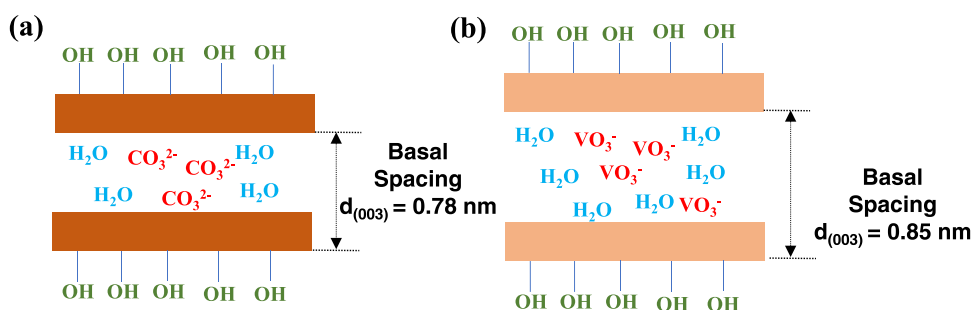 (a)
OH OH OH OH OH
H₂O CO₃²⁻ CO₃²⁻ H₂O
H₂O CO₃²⁻ H₂O
Basal
Spacing
d₍₀₀₃₎ = 0.78 nm
OH OH OH OH OH
(b)
OH OH OH OH OH
H₂O VO₃⁻ VO₃⁻ H₂O
H₂O VO₃⁻ H₂O
H₂O H₂O VO₃⁻
Basal
Spacing
d₍₀₀₃₎ = 0.85 nm
OH OH OH OH OH